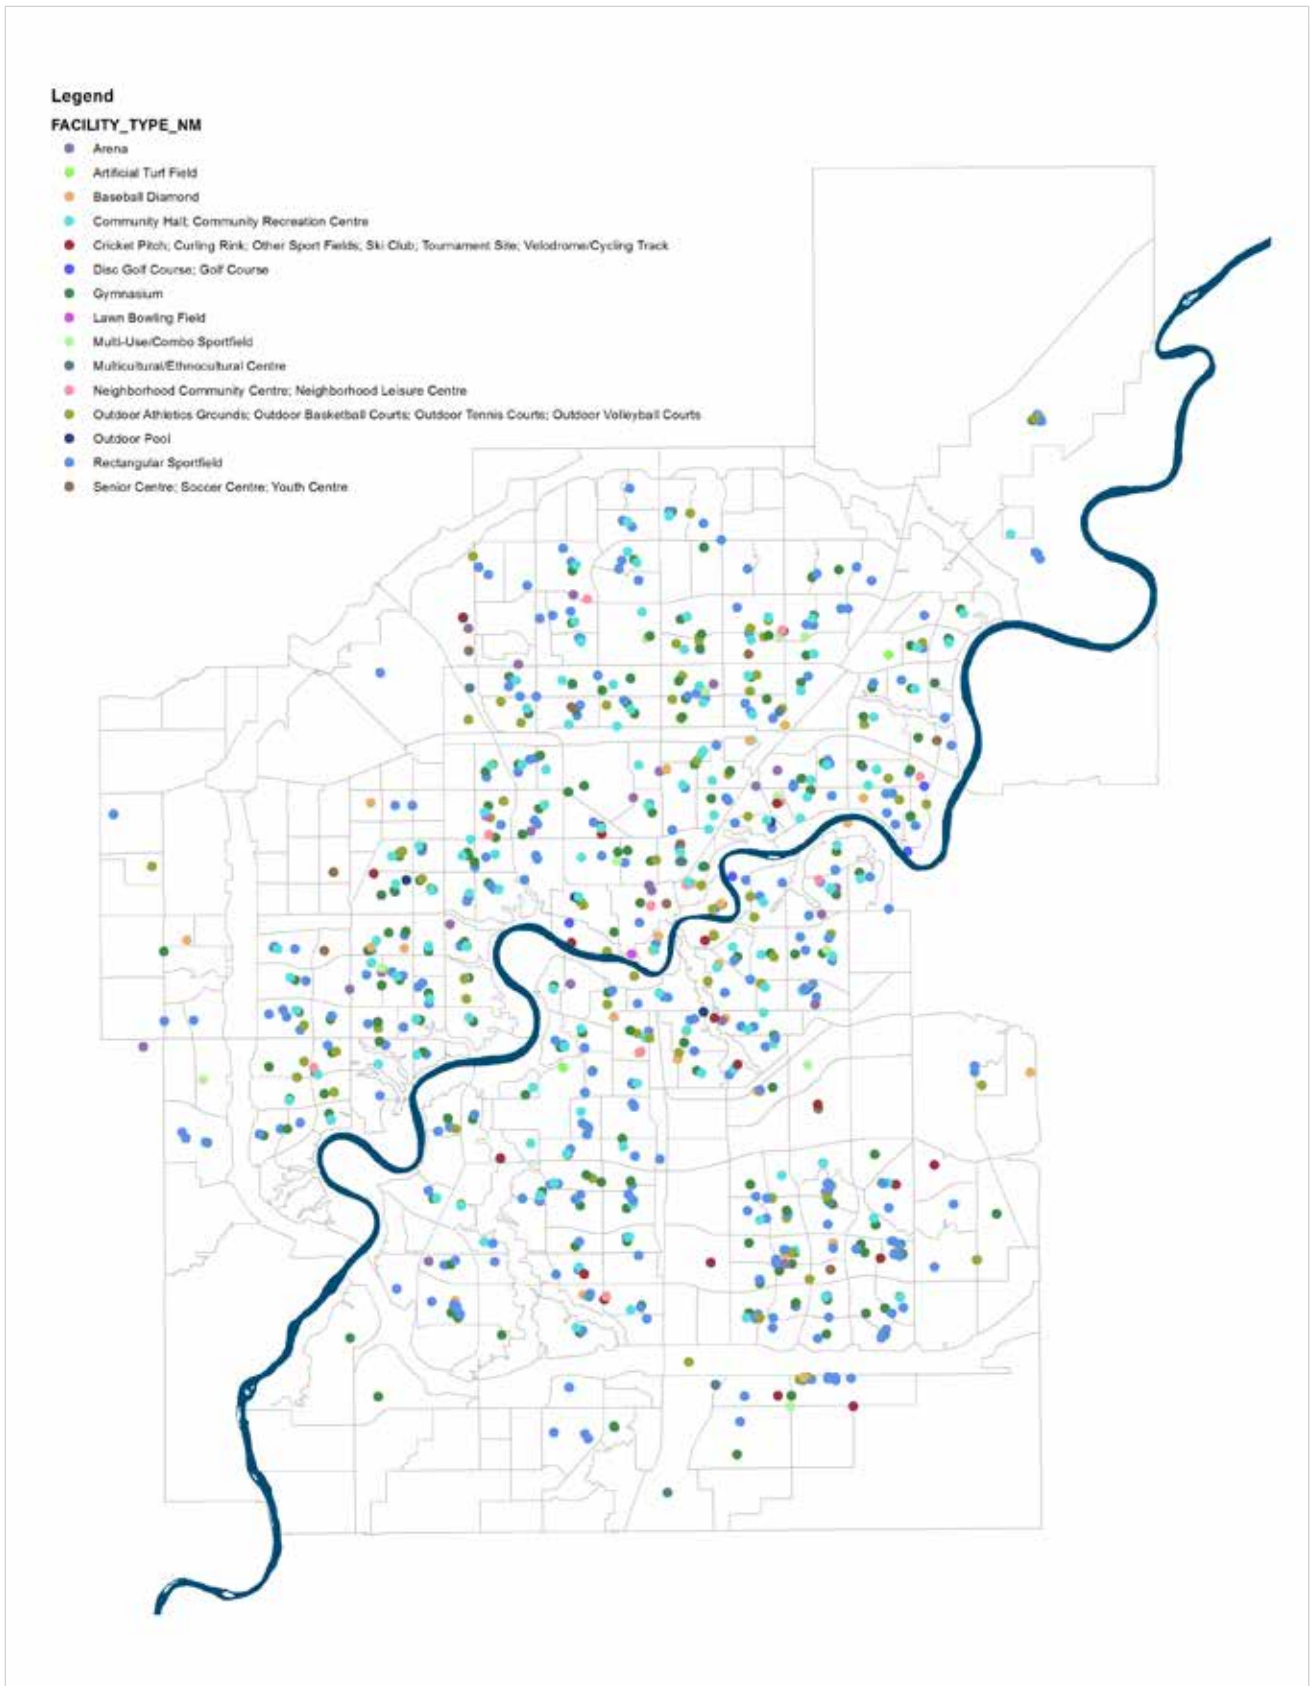 Legend
FACILITY_TYPE_NM
Arena
Artificial Turf Field
Baseball Diamond
Community Hall; Community Recreation Centre
Cricket Pitch; Curling Rink; Other Sport Fields; Ski Club; Tournament Site; Velodrome/Cycling Track
Disc Golf Course; Golf Course
Gymnasium
Lawn Bowling Field
Multi-Use/Combo Sportfield
Multicultural/Ethnocultural Centre
Neighborhood Community Centre; Neighborhood Leisure Centre
Outdoor Athletics Grounds; Outdoor Basketball Courts; Outdoor Tennis Courts; Outdoor Volleyball Courts
Outdoor Pool
Rectangular Sportfield
Senior Centre; Soccer Centre; Youth Centre